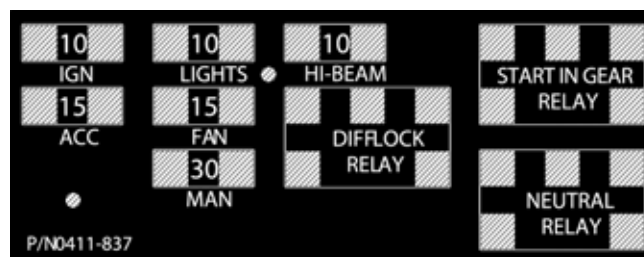 10 10 10
IGN LIGHTS HI-BEAM START IN GEAR
RELAY
15 15
ACC FAN DIFFLOCK
RELAY
30
MAN NEUTRAL
RELAY
P/N0411-837